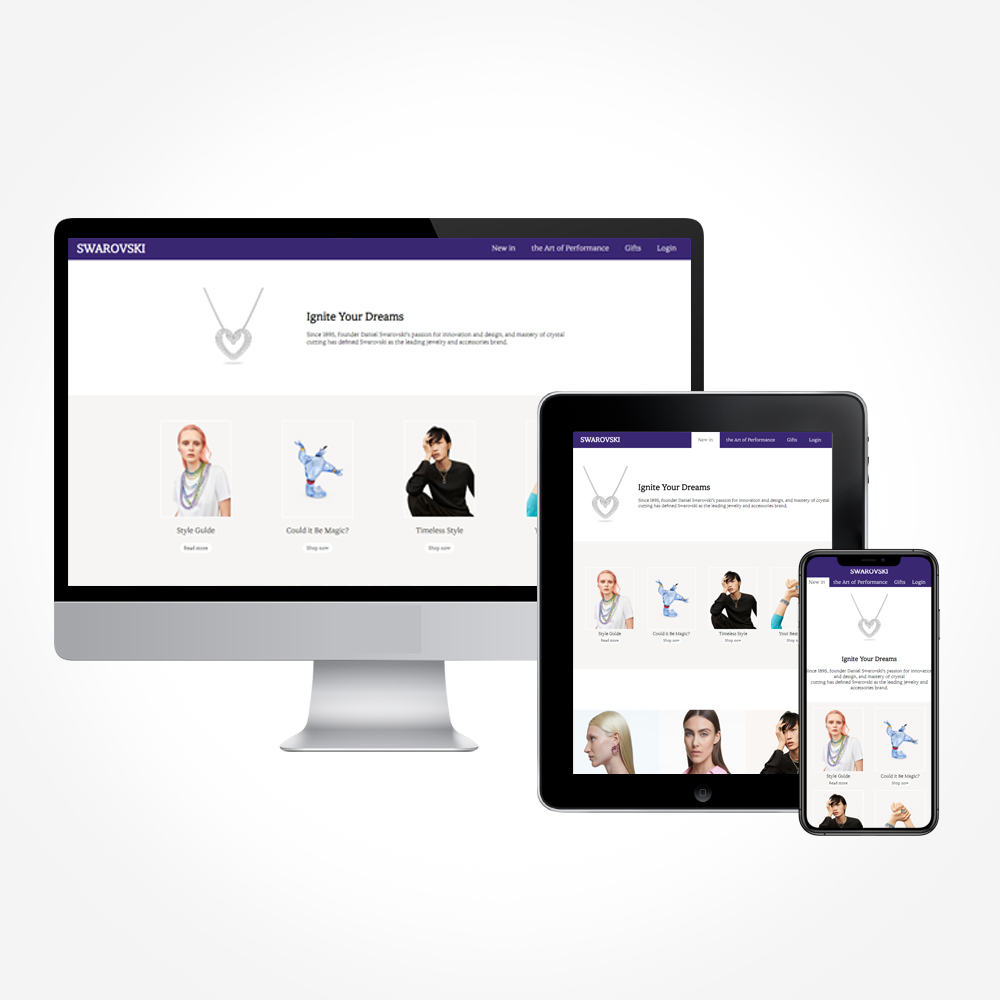 SWAROVSKI
New in the Art of Performance Gifts Login
Ignite Your Dreams
Since 1895, founder Daniel Swarovski's passion for innovation and design, and mastery of crystal
cutting has defined Swarovski as the leading jewelry and accessories brand.
Style Guide Could it Be Magic? Timeless Style
Read more Shop now Shop now
SWAROVSKI
New in the Art of Performance Gifts Login
Ignite Your Dreams
Since 1895, founder Daniel Swarovski's passion for innovation and design, and mastery of crystal
cutting has defined Swarovski as the leading jewelry and accessories brand.
Style Guide Could it Be Magic? Timeless Style Your
Read more Shop now Shop now
SWAROVSKI
New in the Art of Performance Gifts Login
Ignite Your Dreams
Since 1895, founder Daniel Swarovski's passion for innovation
and design, and mastery of crystal
cutting has defined Swarovski as the leading jewelry and
accessories brand.
Style Guide Could it Be Magic?
Read more Shop now